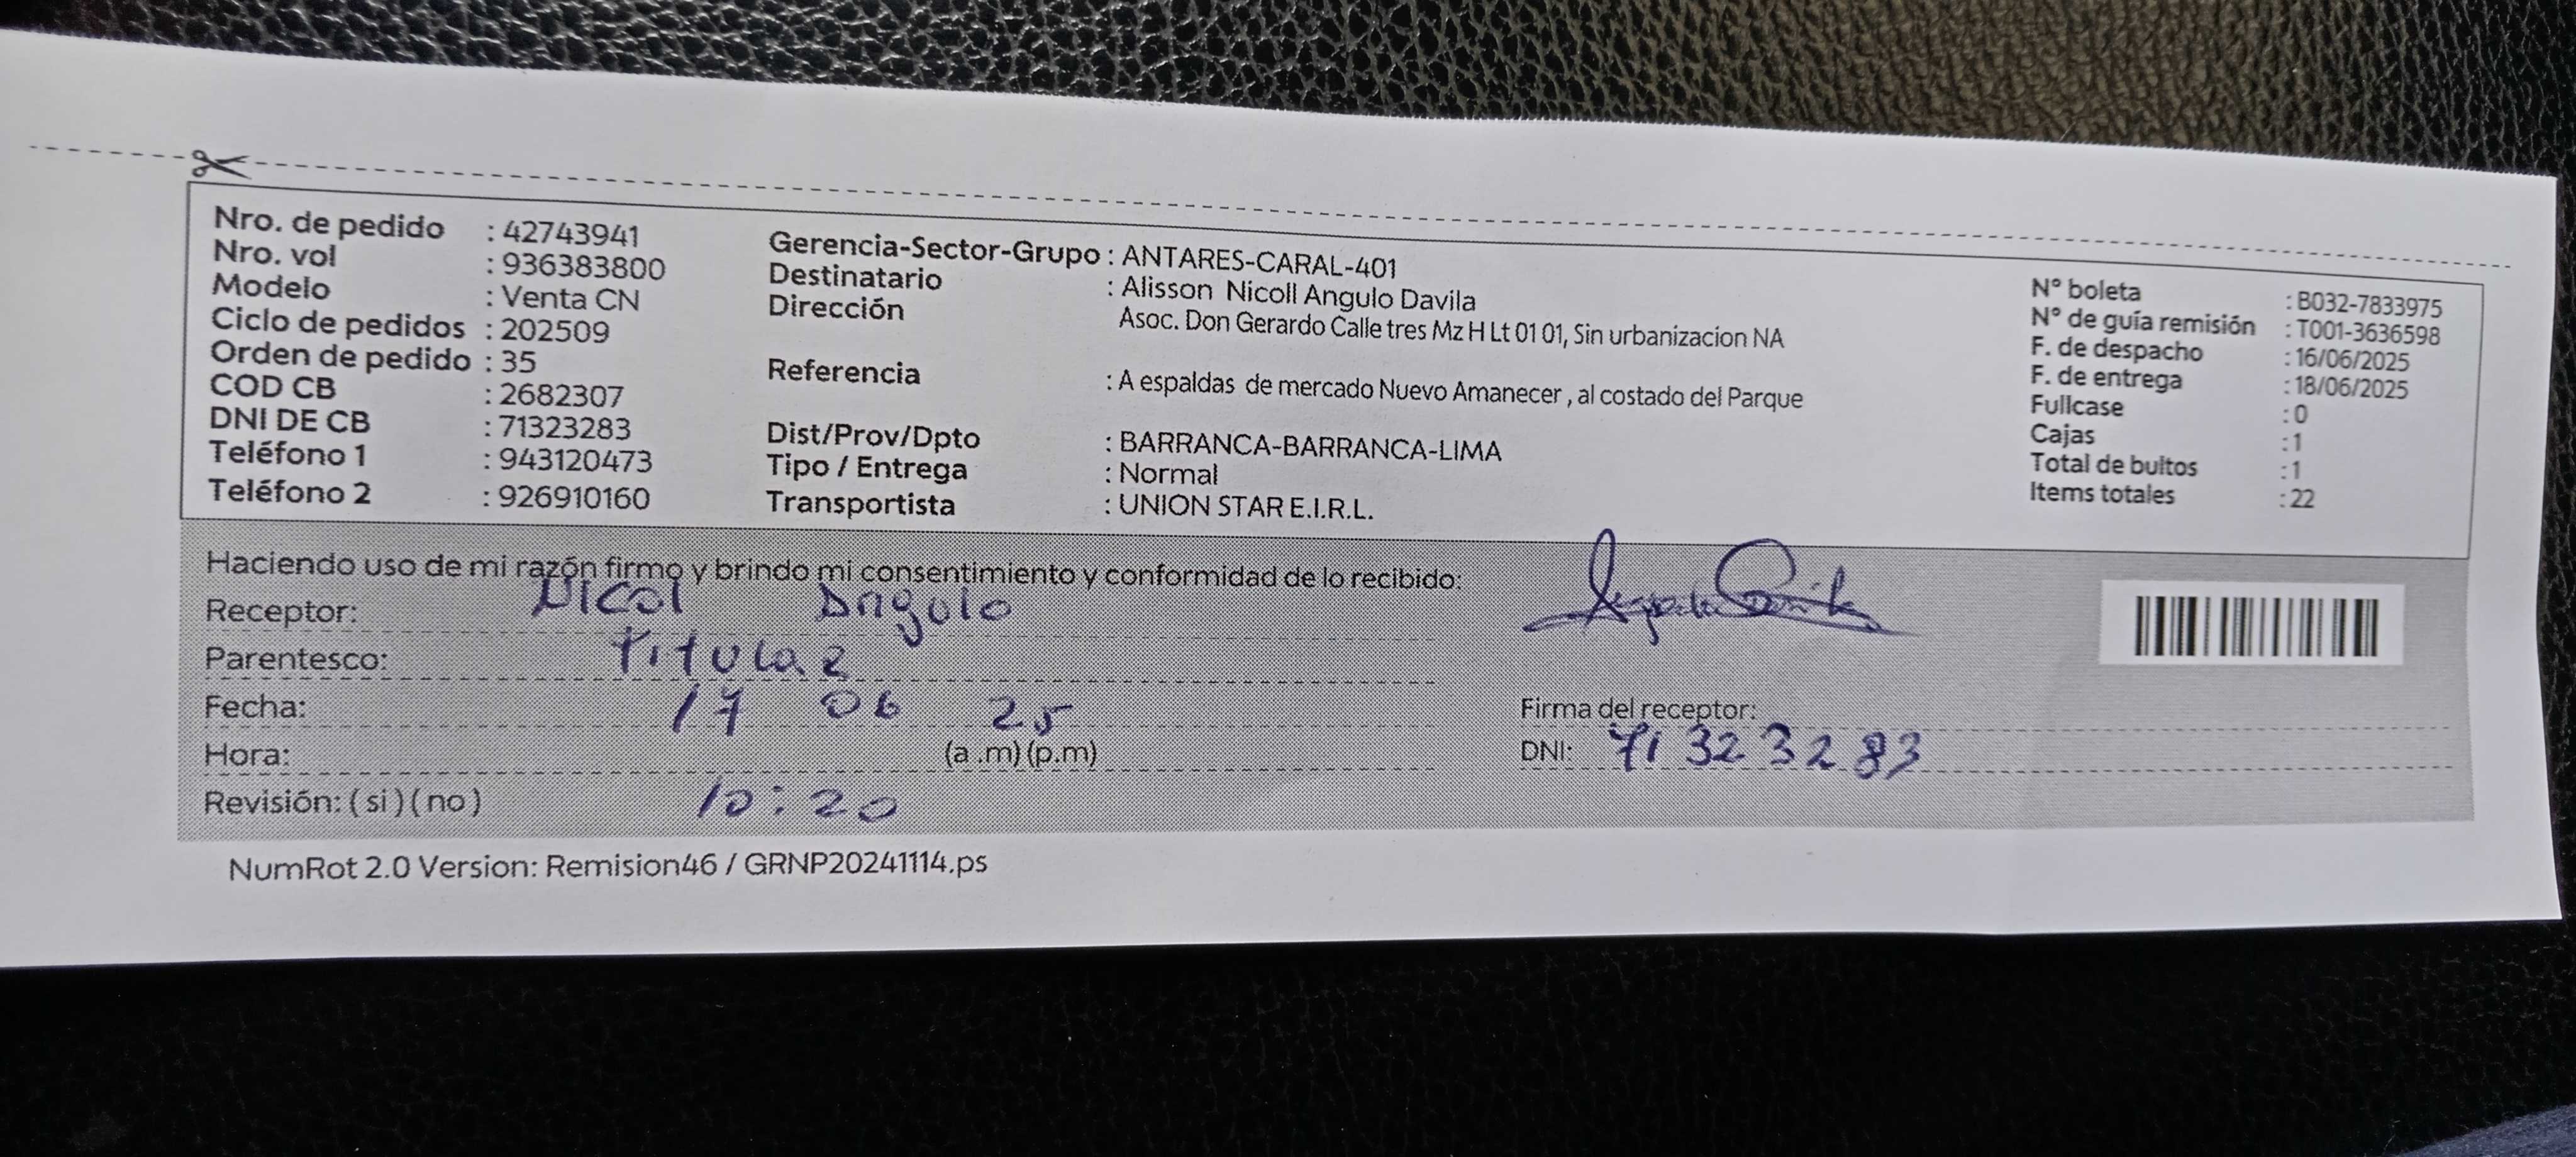 Nro. de pedido : 42743941
Nro. vol : 936383800
Modelo : Venta CN
Ciclo de pedidos : 202509
Orden de pedido : 35
COD CB : 2682307
DNI DE CB : 71323283
Teléfono 1 : 943120473
Teléfono 2 : 926910160
Gerencia-Sector-Grupo : ANTARES-CARAL-401
Destinatario : Alisson Nicoll Angulo Davila
Dirección Asoc. Don Gerardo Calle tres Mz H Lt 01 01, Sin urbanizacion NA
Referencia : A espaldas de mercado Nuevo Amanecer , al costado del Parque
Dist/Prov/Dpto : BARRANCA-BARRANCA-LIMA
Tipo / Entrega : Normal
Transportista : UNION STAR E.I.R.L.
N° boleta : B032-7833975
N° de guía remisión : T001-3636598
F. de despacho : 16/06/2025
F. de entrega : 18/06/2025
Fullcase : 0
Cajas : 1
Total de bultos : 1
Items totales : 22
Haciendo uso de mi razón firmo y brindo mi consentimiento y conformidad de lo recibido:
Receptor: Nicol Angulo
Parentesco: Titular
Fecha: 17 06 25
Hora: (a .m) (p.m)
Revisión: ( si ) ( no ) 10:20
Firma del receptor:
DNI: 71323283
NumRot 2.0 Version: Remision46 / GRNP20241114.ps